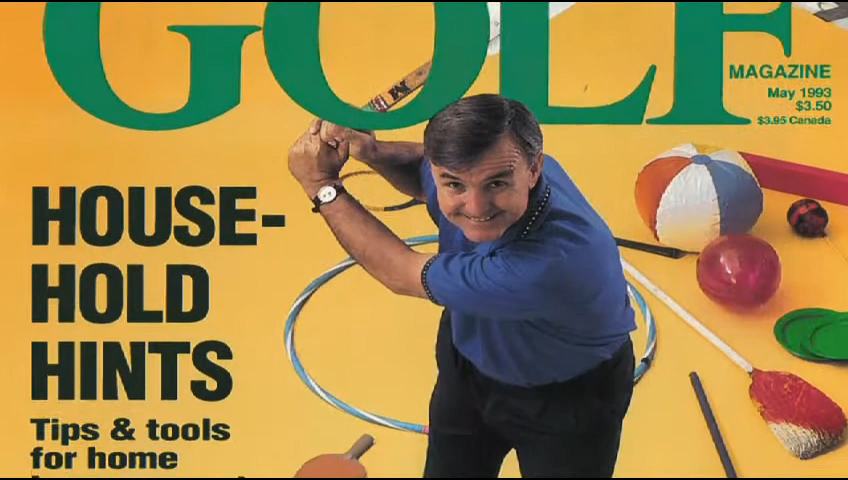 GOLF
MAGAZINE
May 1993
$3.50
$3.95 Canada
HOUSE-
HOLD
HINTS
Tips & tools
for home